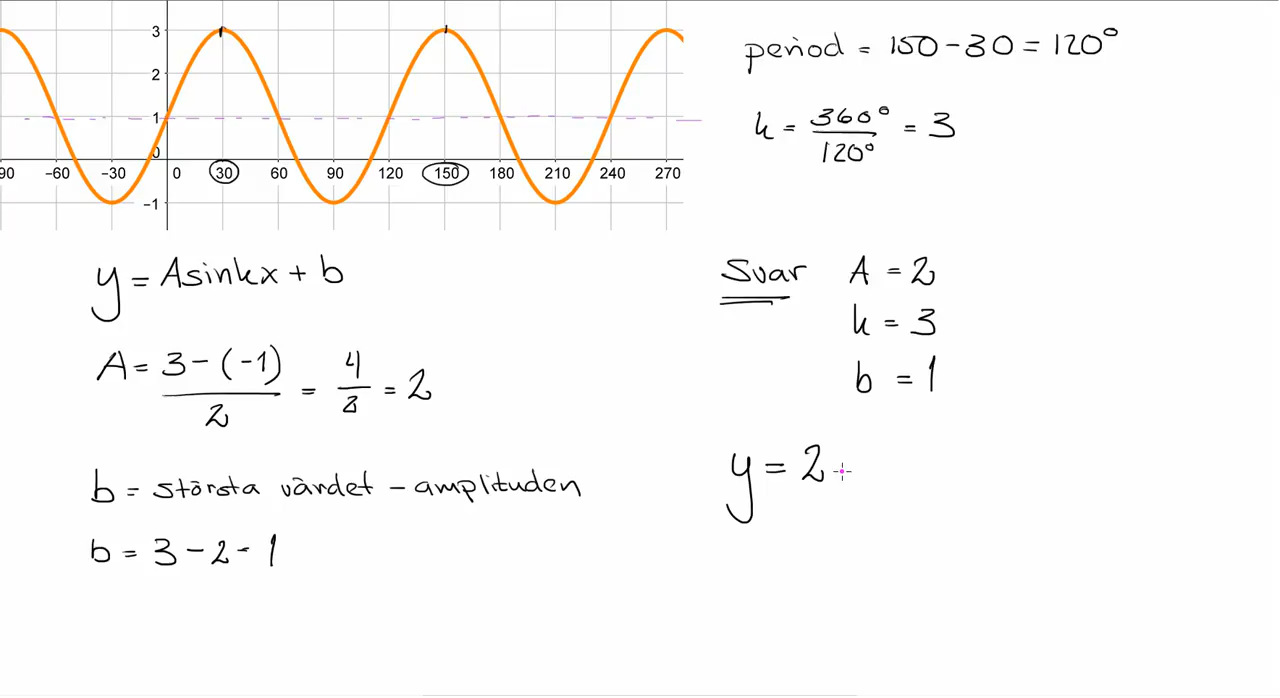 3
2
1
0
-1
-90 -60 -30 0 30 60 90 120 150 180 210 240 270
period = 150 - 30 = 120°
k = 360° / 120° = 3
y = A sin kx + b
A = 3 - (-1) / 2 = 4 / 2 = 2
b = största värdet - amplituden
b = 3 - 2 - 1
Svar A = 2
k = 3
b = 1
y = 2